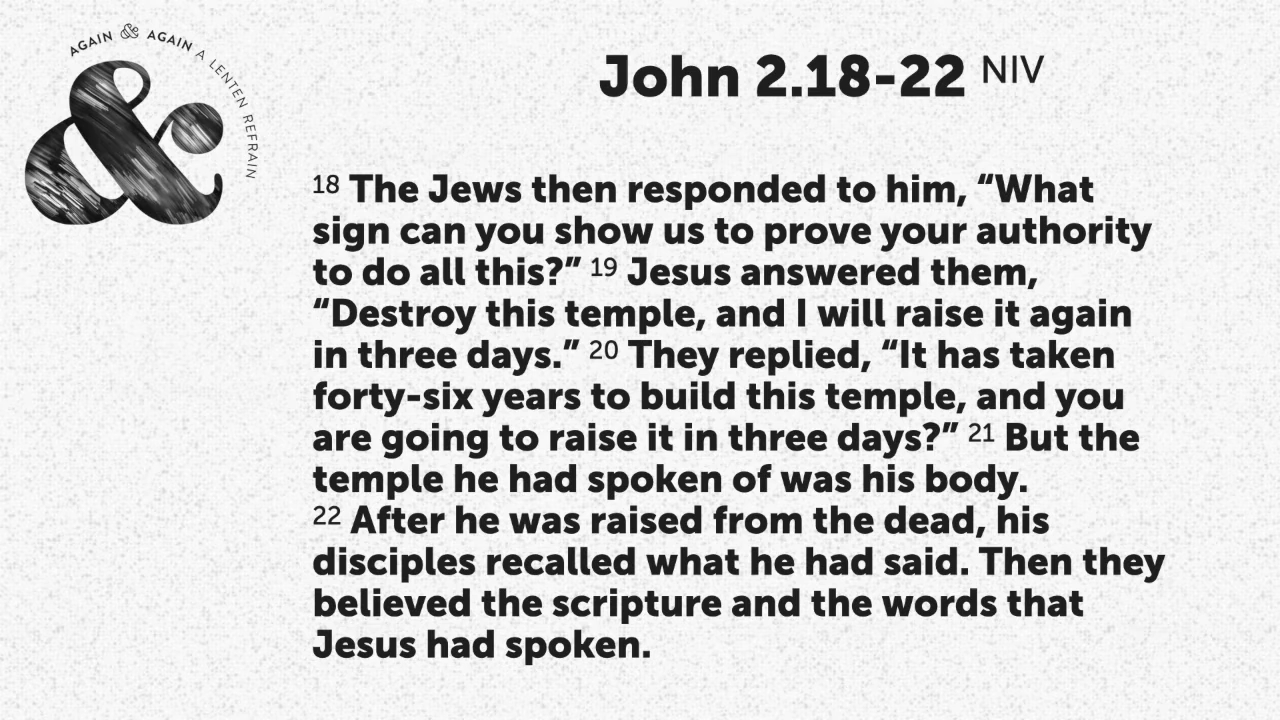 AGAIN & AGAIN A LENTEN REFRAIN
&
John 2.18-22 NIV
18 The Jews then responded to him, “What
sign can you show us to prove your authority
to do all this?” 19 Jesus answered them,
“Destroy this temple, and I will raise it again
in three days.” 20 They replied, “It has taken
forty-six years to build this temple, and you
are going to raise it in three days?” 21 But the
temple he had spoken of was his body.
22 After he was raised from the dead, his
disciples recalled what he had said. Then they
believed the scripture and the words that
Jesus had spoken.